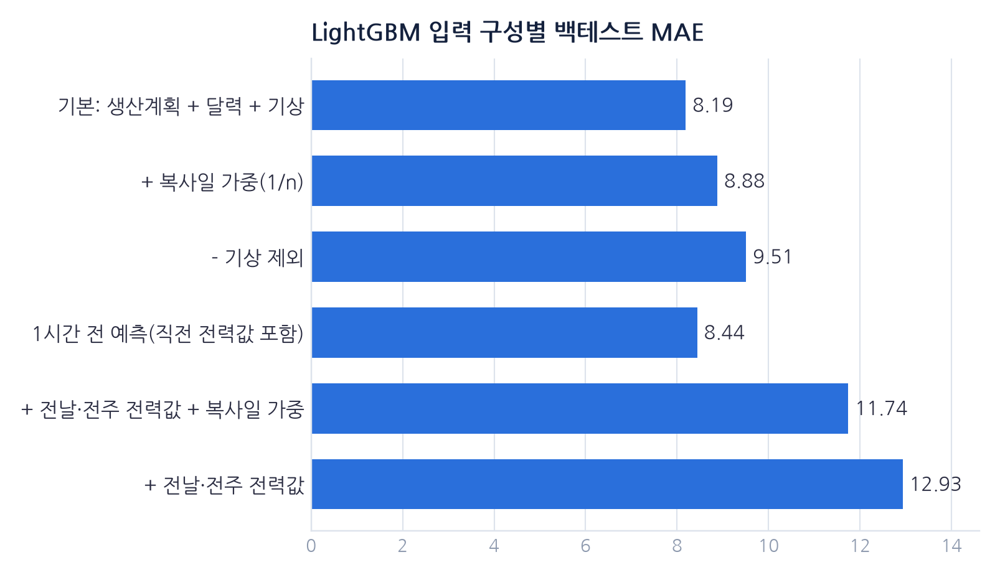 LightGBM 입력 구성별 백테스트 MAE
기본: 생산계획 + 달력 + 기상 8.19
+ 복사일 가중(1/n) 8.88
- 기상 제외 9.51
1시간 전 예측(직전 전력값 포함) 8.44
+ 전날·전주 전력값 + 복사일 가중 11.74
+ 전날·전주 전력값 12.93
0 2 4 6 8 10 12 14